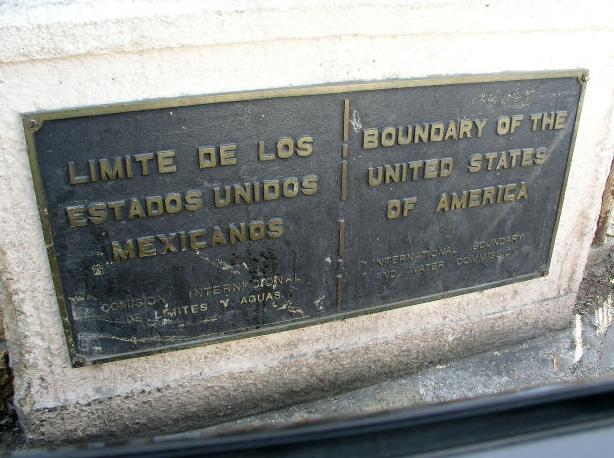 LIMITE DE LOS
ESTADOS UNIDOS
MEXICANOS
COMISION INTERNACIONAL
DE LIMITES Y AGUAS
BOUNDARY OF THE
UNITED STATES
OF AMERICA
INTERNATIONAL BOUNDARY
AND WATER COMMISSION